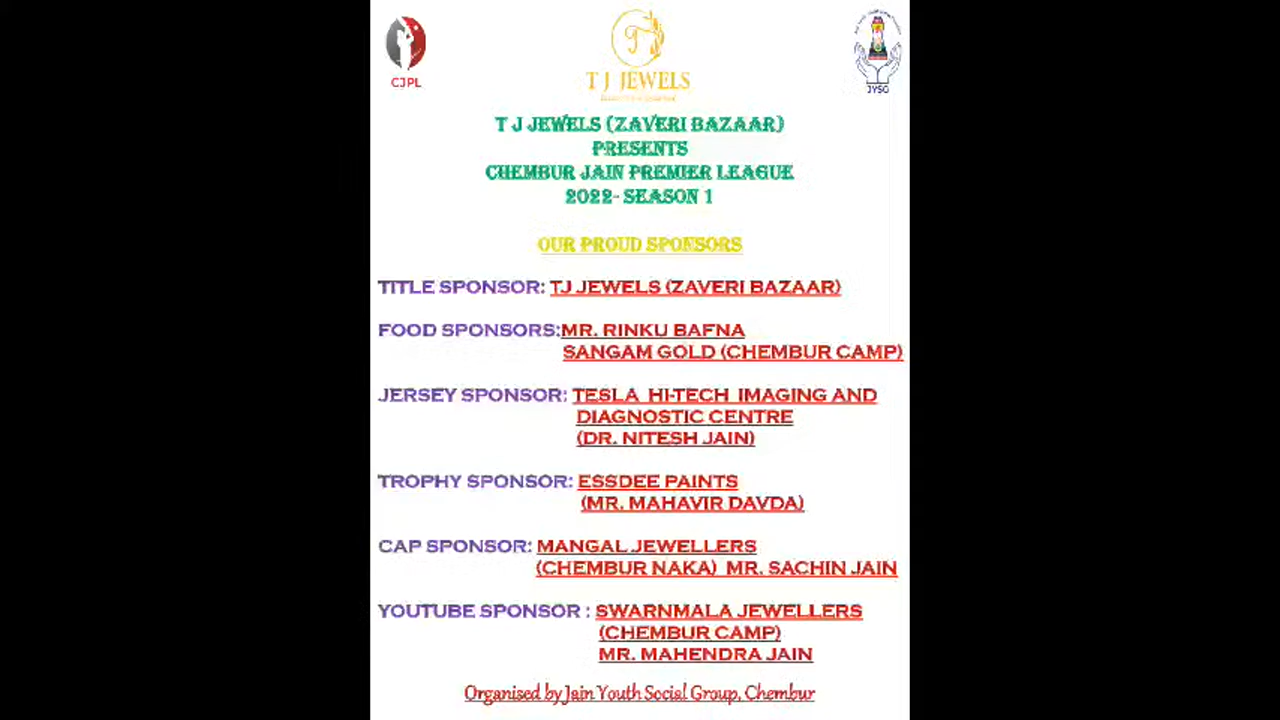 CJPL
T J JEWELS
JYSG
T J JEWELS (ZAVERI BAZAAR)
PRESENTS
CHEMBUR JAIN PREMIER LEAGUE
2022- SEASON 1
OUR PROUD SPONSORS
TITLE SPONSOR: TJ JEWELS (ZAVERI BAZAAR)
FOOD SPONSORS:MR. RINKU BAFNA
SANGAM GOLD (CHEMBUR CAMP)
JERSEY SPONSOR: TESLA HI-TECH IMAGING AND
DIAGNOSTIC CENTRE
(DR. NITESH JAIN)
TROPHY SPONSOR: ESSDEE PAINTS
(MR. MAHAVIR DAVDA)
CAP SPONSOR: MANGAL JEWELLERS
(CHEMBUR NAKA) MR. SACHIN JAIN
YOUTUBE SPONSOR : SWARNMALA JEWELLERS
(CHEMBUR CAMP)
MR. MAHENDRA JAIN
Organised by Jain Youth Social Group, Chembur